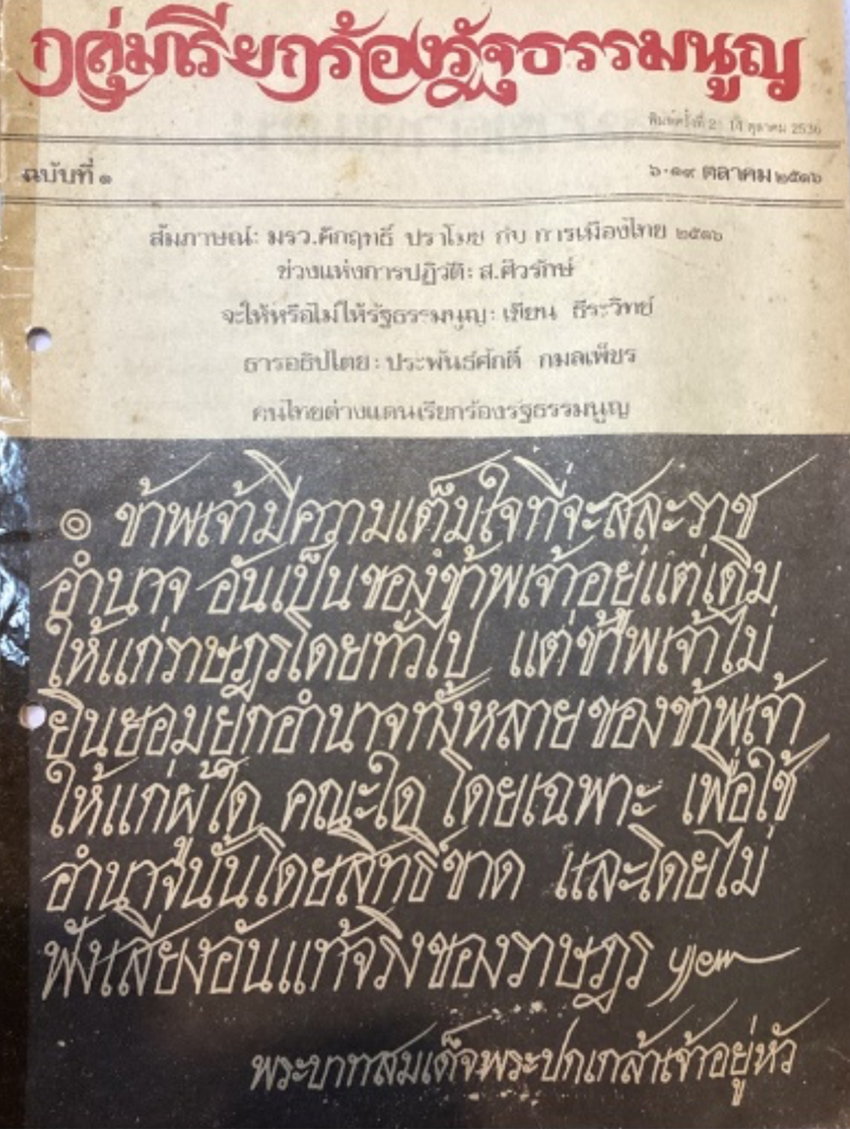 กลุ่มเรียกร้องรัฐธรรมนูญ
พิมพ์ครั้งที่ 2: 14 ตุลาคม 2536
ฉบับที่ ๑
๖-๑๙ ตุลาคม ๒๕๑๖
สัมภาษณ์: มรว.คึกฤทธิ์ ปราโมช กับ การเมืองไทย ๒๕๑๖
ช่วงแห่งการปฏิวัติ: ส.ศิวรักษ์
จะให้หรือไม่ให้รัฐธรรมนูญ: เขียน ธีระวิทย์
ธารอธิปไตย: ประพันธ์ศักดิ์ กมลเพ็ชร
คนไทยต่างแดนเรียกร้องรัฐธรรมนูญ
๏ ข้าพเจ้ามีความเต็มใจที่จะสละราช
อำนาจ อันเป็นของข้าพเจ้าอยู่แต่เดิม
ให้แก่ราษฎรโดยทั่วไป แต่ข้าพเจ้าไม่
ยินยอมยกอำนาจทั้งหลายของข้าพเจ้า
ให้แก่ผู้ใด คณะใด โดยเฉพาะ เพื่อใช้
อำนาจนั้นโดยสิทธิ์ขาด และโดยไม่
ฟังเสียงอันแท้จริงของราษฎร
พระบาทสมเด็จพระปกเกล้าเจ้าอยู่หัว